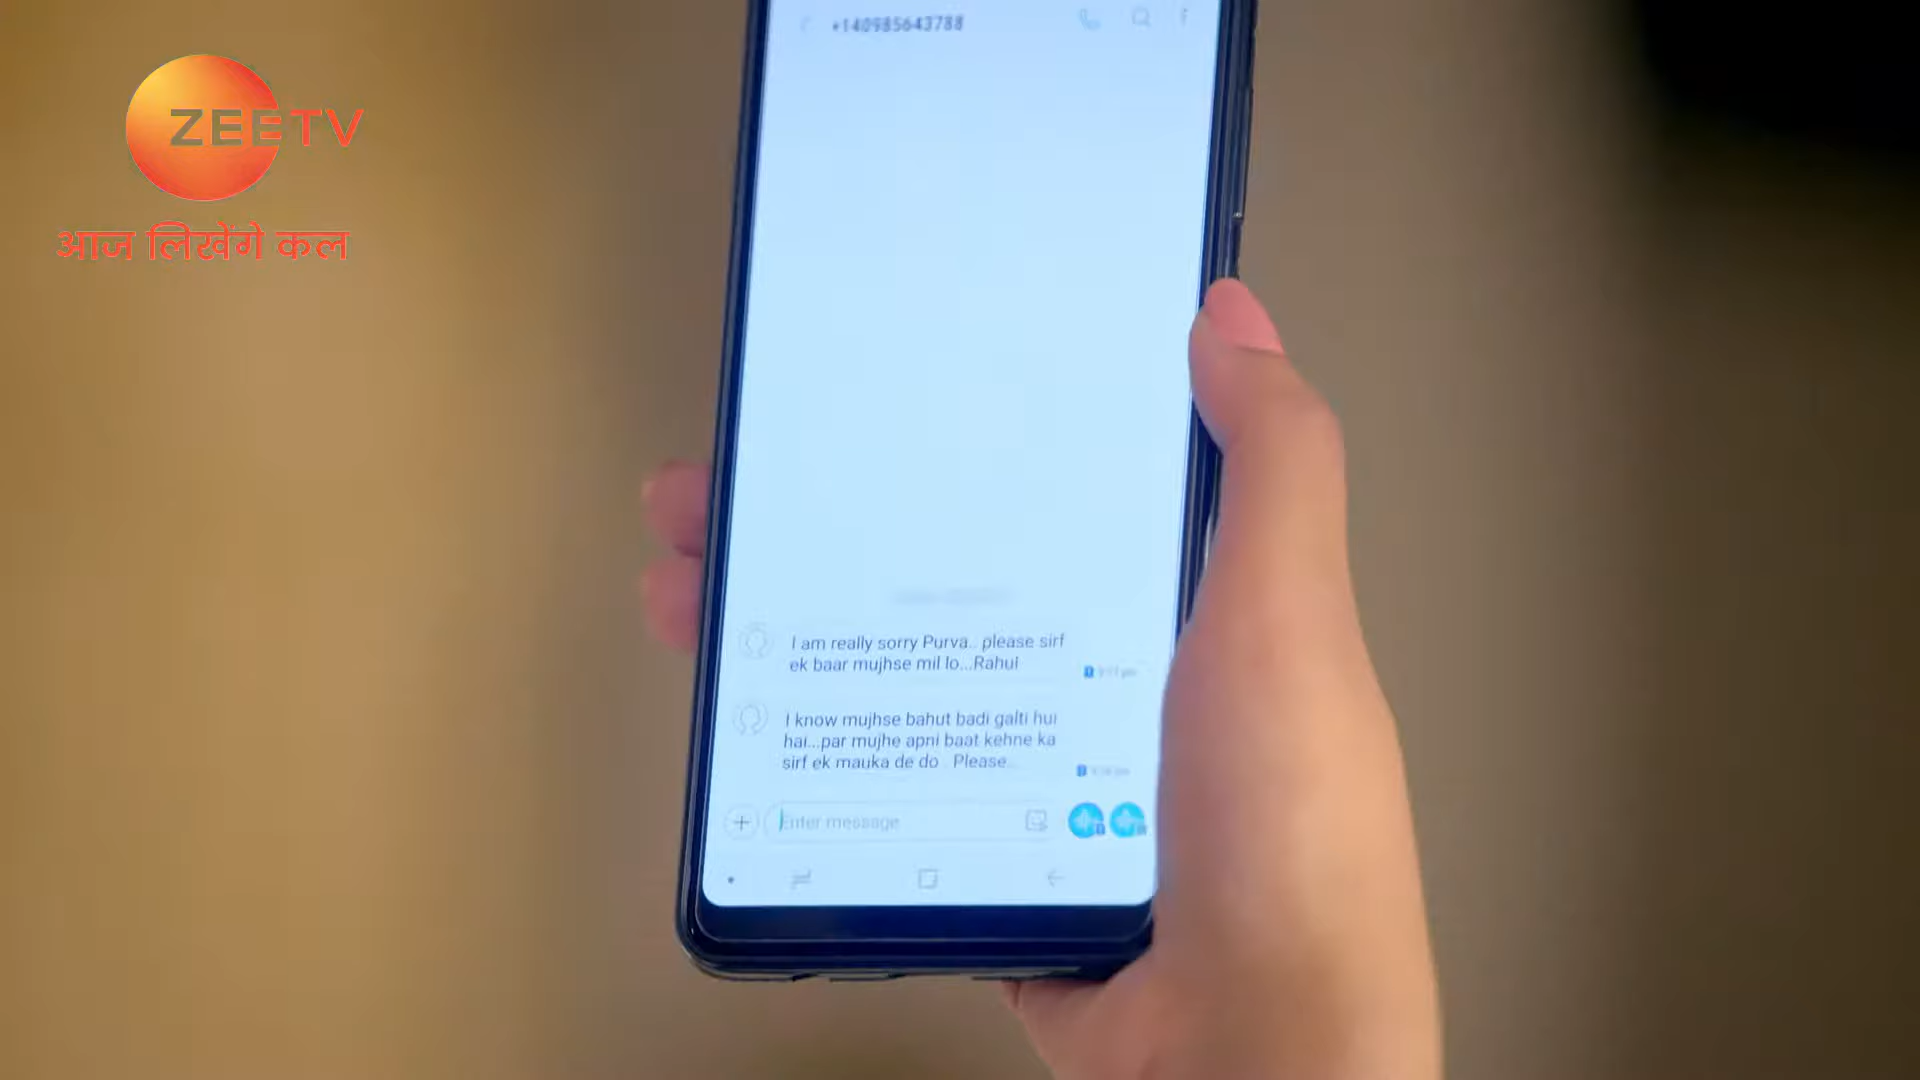 ZEETV
आज लिखेंगे कल
+140985643788
I am really sorry Purva.. please sirf
ek baar mujhse mil lo...Rahul
I know mujhse bahut badi galti hui
hai...par mujhe apni baat kehne ka
sirf ek mauka de do . Please..
Enter message